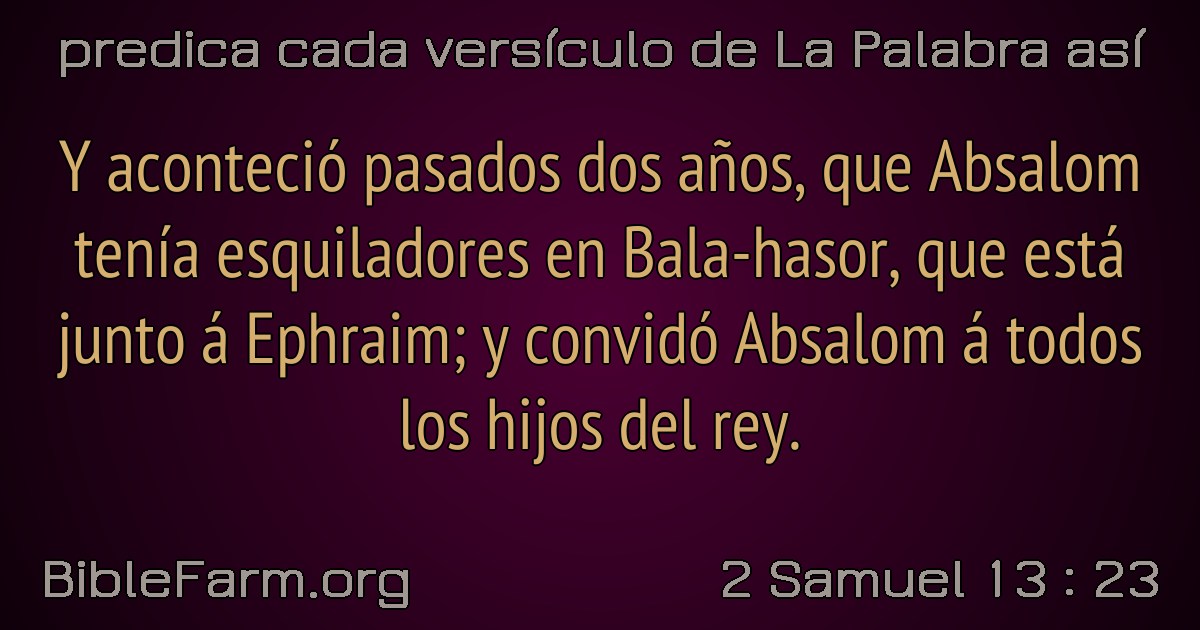 predica cada versículo de La Palabra así
Y aconteció pasados dos años, que Absalom
tenía esquiladores en Bala-hasor, que está
junto á Ephraim; y convidó Absalom á todos
los hijos del rey.
BibleFarm.org
2 Samuel 13 : 23